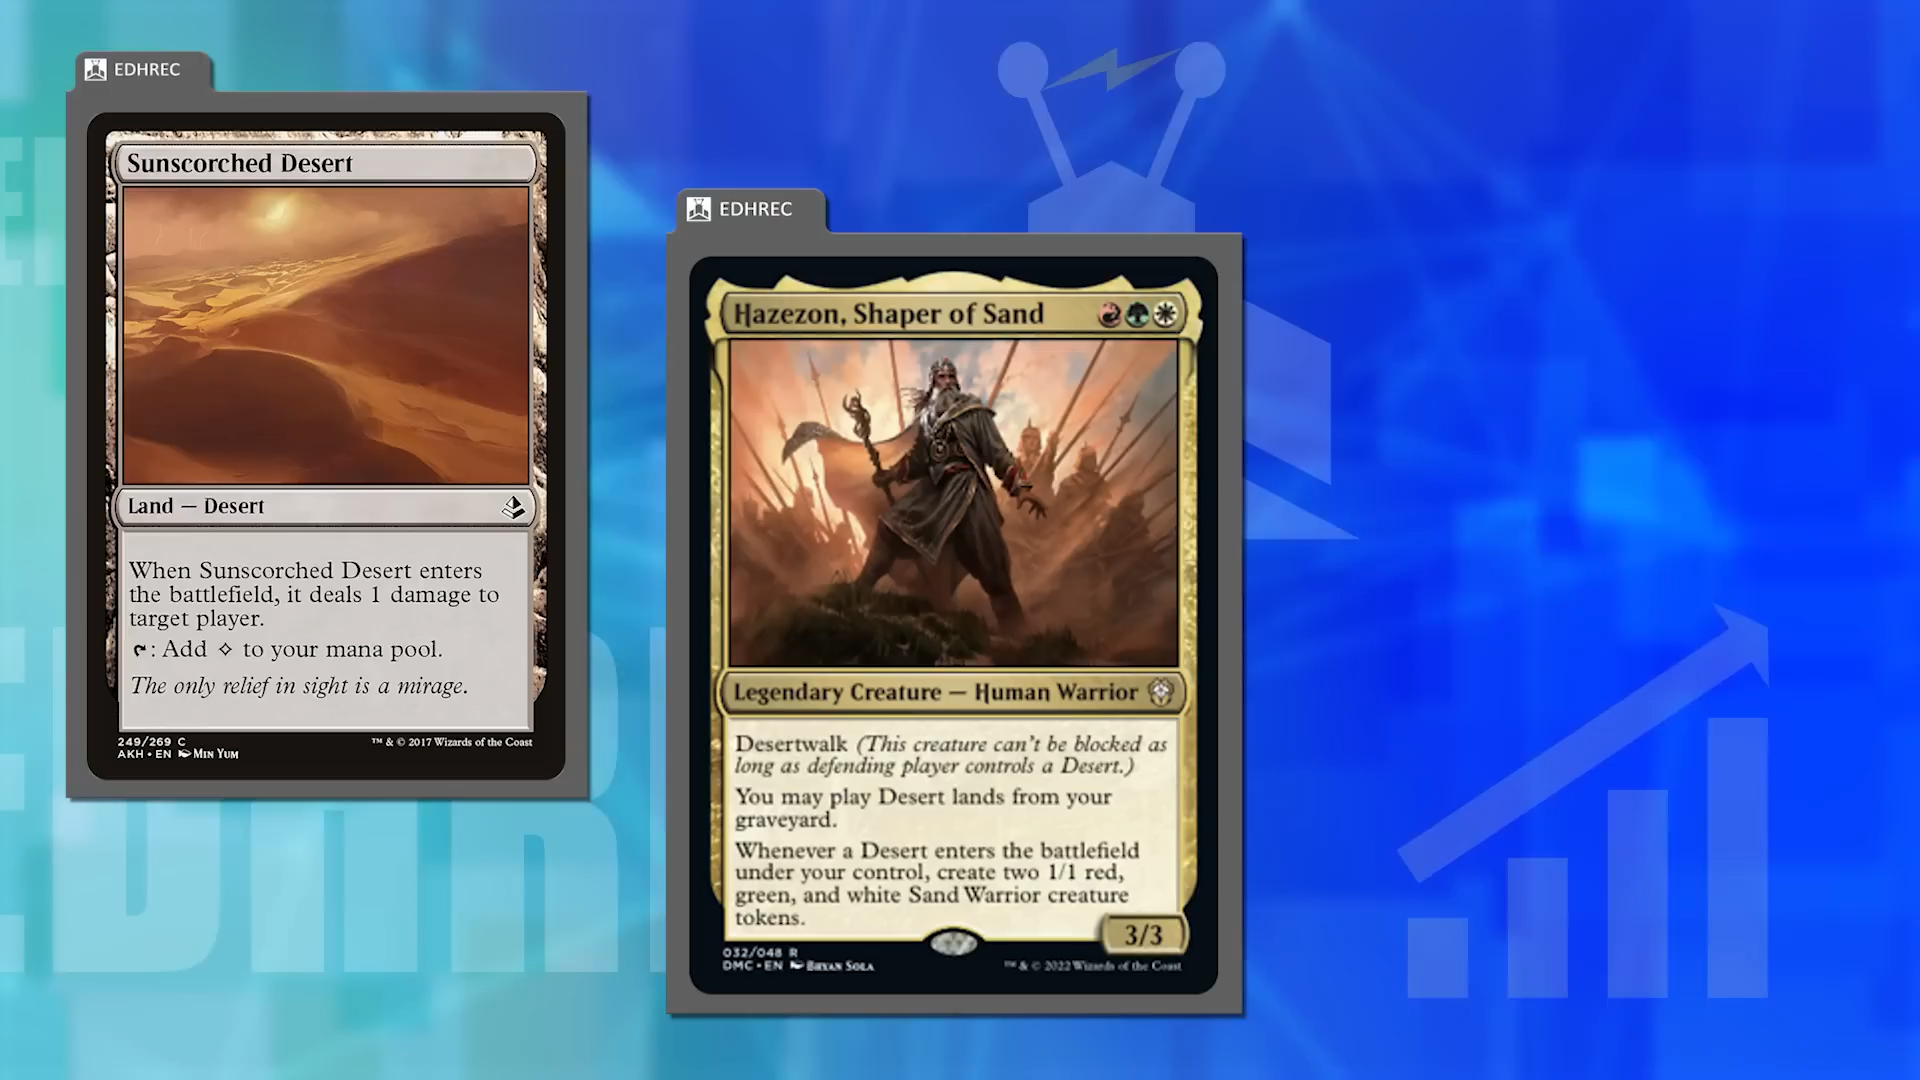 EDHREC
Sunscorched Desert
Land — Desert
When Sunscorched Desert enters
the battlefield, it deals 1 damage to
target player.
: Add to your mana pool.
The only relief in sight is a mirage.
249/269 C
AKH • EN Min Yum
™ & © 2017 Wizards of the Coast
EDHREC
Hazezon, Shaper of Sand
Legendary Creature — Human Warrior
Desertwalk (This creature can't be blocked as
long as defending player controls a Desert.)
You may play Desert lands from your
graveyard.
Whenever a Desert enters the battlefield
under your control, create two 1/1 red,
green, and white Sand Warrior creature
tokens.
3/3
032/048 R
DMC • EN Bryan Sola
™ & © 2022 Wizards of the Coast